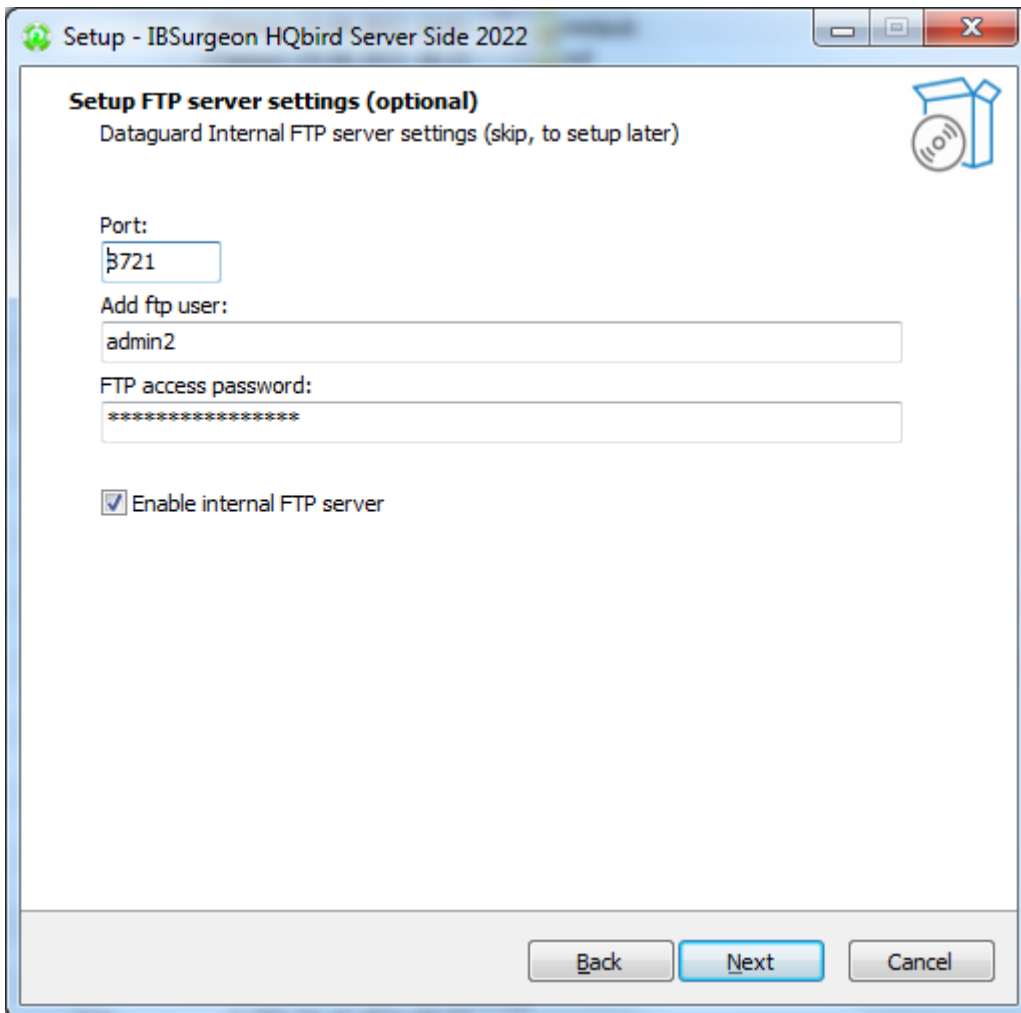 Setup - IBSurgeon HQbird Server Side 2022
Setup FTP server settings (optional)
Dataguard Internal FTP server settings (skip, to setup later)
Port:
3721
Add ftp user:
admin2
FTP access password:
****************
Enable internal FTP server
Back Next Cancel